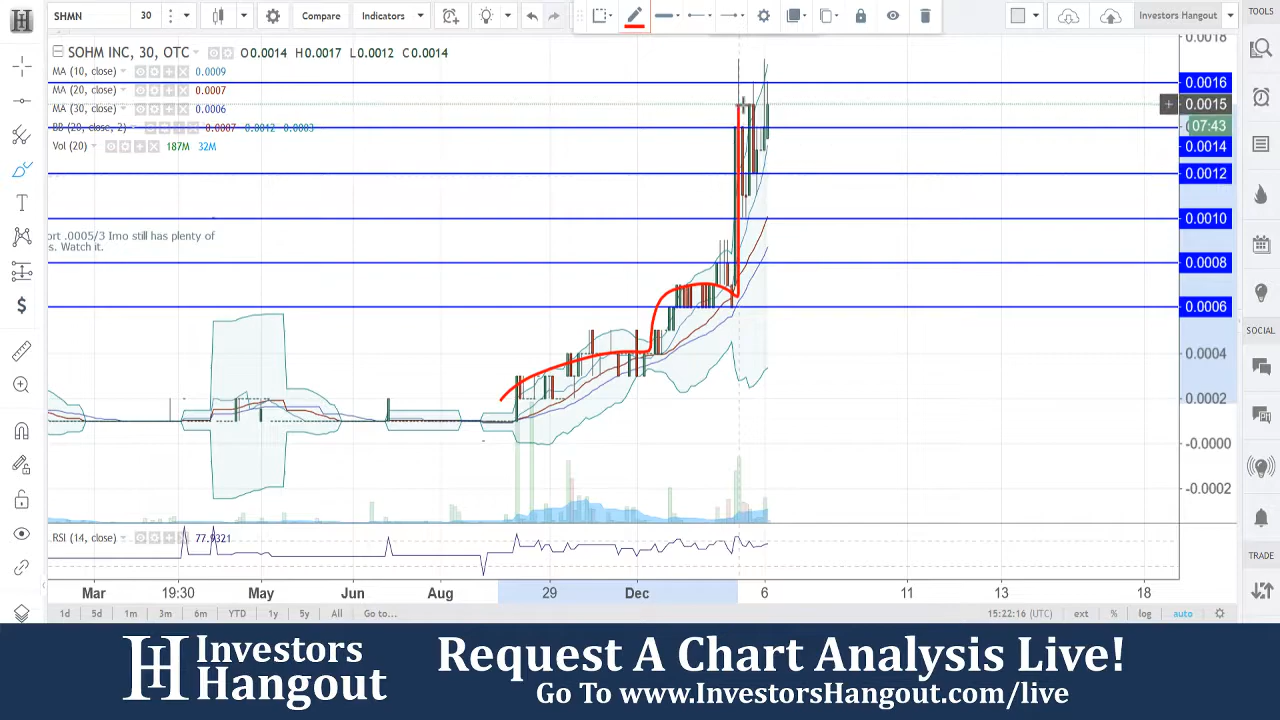 SHMN 30 Compare Indicators Investors Hangout
TOOLS
SOHM INC, 30, OTC O0.0014 H0.0017 L0.0012 C0.0014
MA (10, close) 0.0009
MA (20, close) 0.0007
MA (30, close) 0.0006
BB (20, close, 2) 0.0007 0.0012 0.0003
Vol (20) 187M 32M
ort .0005/3 Imo still has plenty of
s. Watch it.
0.0018
0.0016
0.0015
07:43
0.0014
0.0012
0.0010
0.0008
0.0006
0.0004
0.0002
-0.0000
-0.0002
SOCIAL
TRADE
RSI (14, close) 77.9321
Mar 19:30 May Jun Aug 29 Dec 6 11 13 18
1d 5d 1m 3m 6m YTD 1y 5y All Go to... 15:22:16 (UTC) ext % log auto
H
Investors
Hangout
Request A Chart Analysis Live!
Go To www.InvestorsHangout.com/live